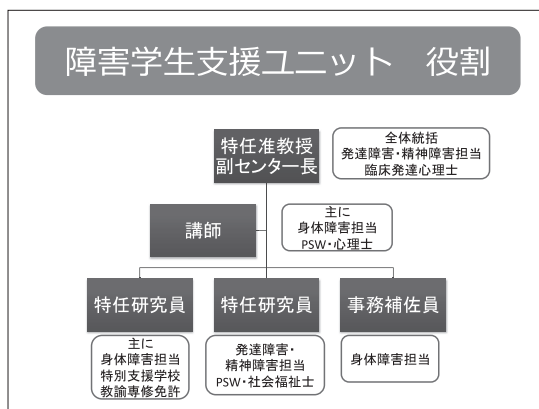 障害学生支援ユニット　役割
特任准教授
副センター長
全体統括
発達障害・精神障害担当
臨床発達心理士
講師
主に
身体障害担当
PSW・心理士
特任研究員
特任研究員
事務補佐員
主に
身体障害担当
特別支援学校
教諭専修免許
発達障害・
精神障害担当
PSW・社会福祉士
身体障害担当